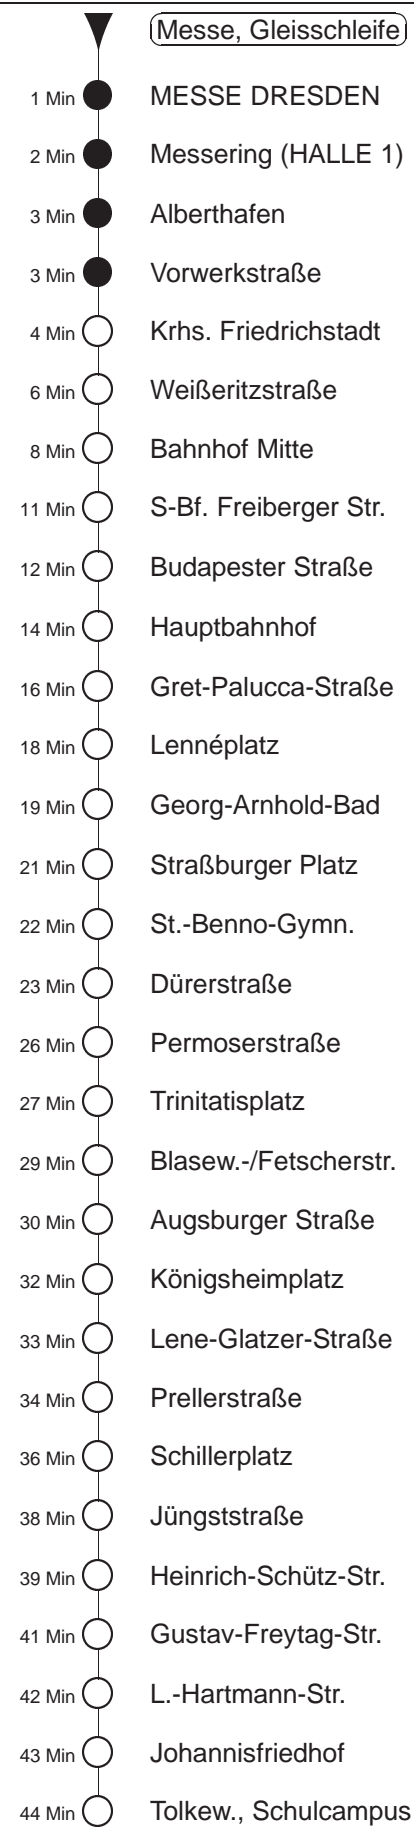 Messe, Gleisschleife
1 Min MESSE DRESDEN
2 Min Messering (HALLE 1)
3 Min Alberthafen
3 Min Vorwerkstraße
4 Min Krhs. Friedrichstadt
6 Min Weißeritzstraße
8 Min Bahnhof Mitte
11 Min S-Bf. Freiberger Str.
12 Min Budapester Straße
14 Min Hauptbahnhof
16 Min Gret-Palucca-Straße
18 Min Lennéplatz
19 Min Georg-Arnhold-Bad
21 Min Straßburger Platz
22 Min St.-Benno-Gymn.
23 Min Dürerstraße
26 Min Permoserstraße
27 Min Trinitatisplatz
29 Min Blasew.-/Fetscherstr.
30 Min Augsburger Straße
32 Min Königsheimplatz
33 Min Lene-Glatzer-Straße
34 Min Prellerstraße
36 Min Schillerplatz
38 Min Jüngststraße
39 Min Heinrich-Schütz-Str.
41 Min Gustav-Freytag-Str.
42 Min L.-Hartmann-Str.
43 Min Johannisfriedhof
44 Min Tolkew., Schulcampus